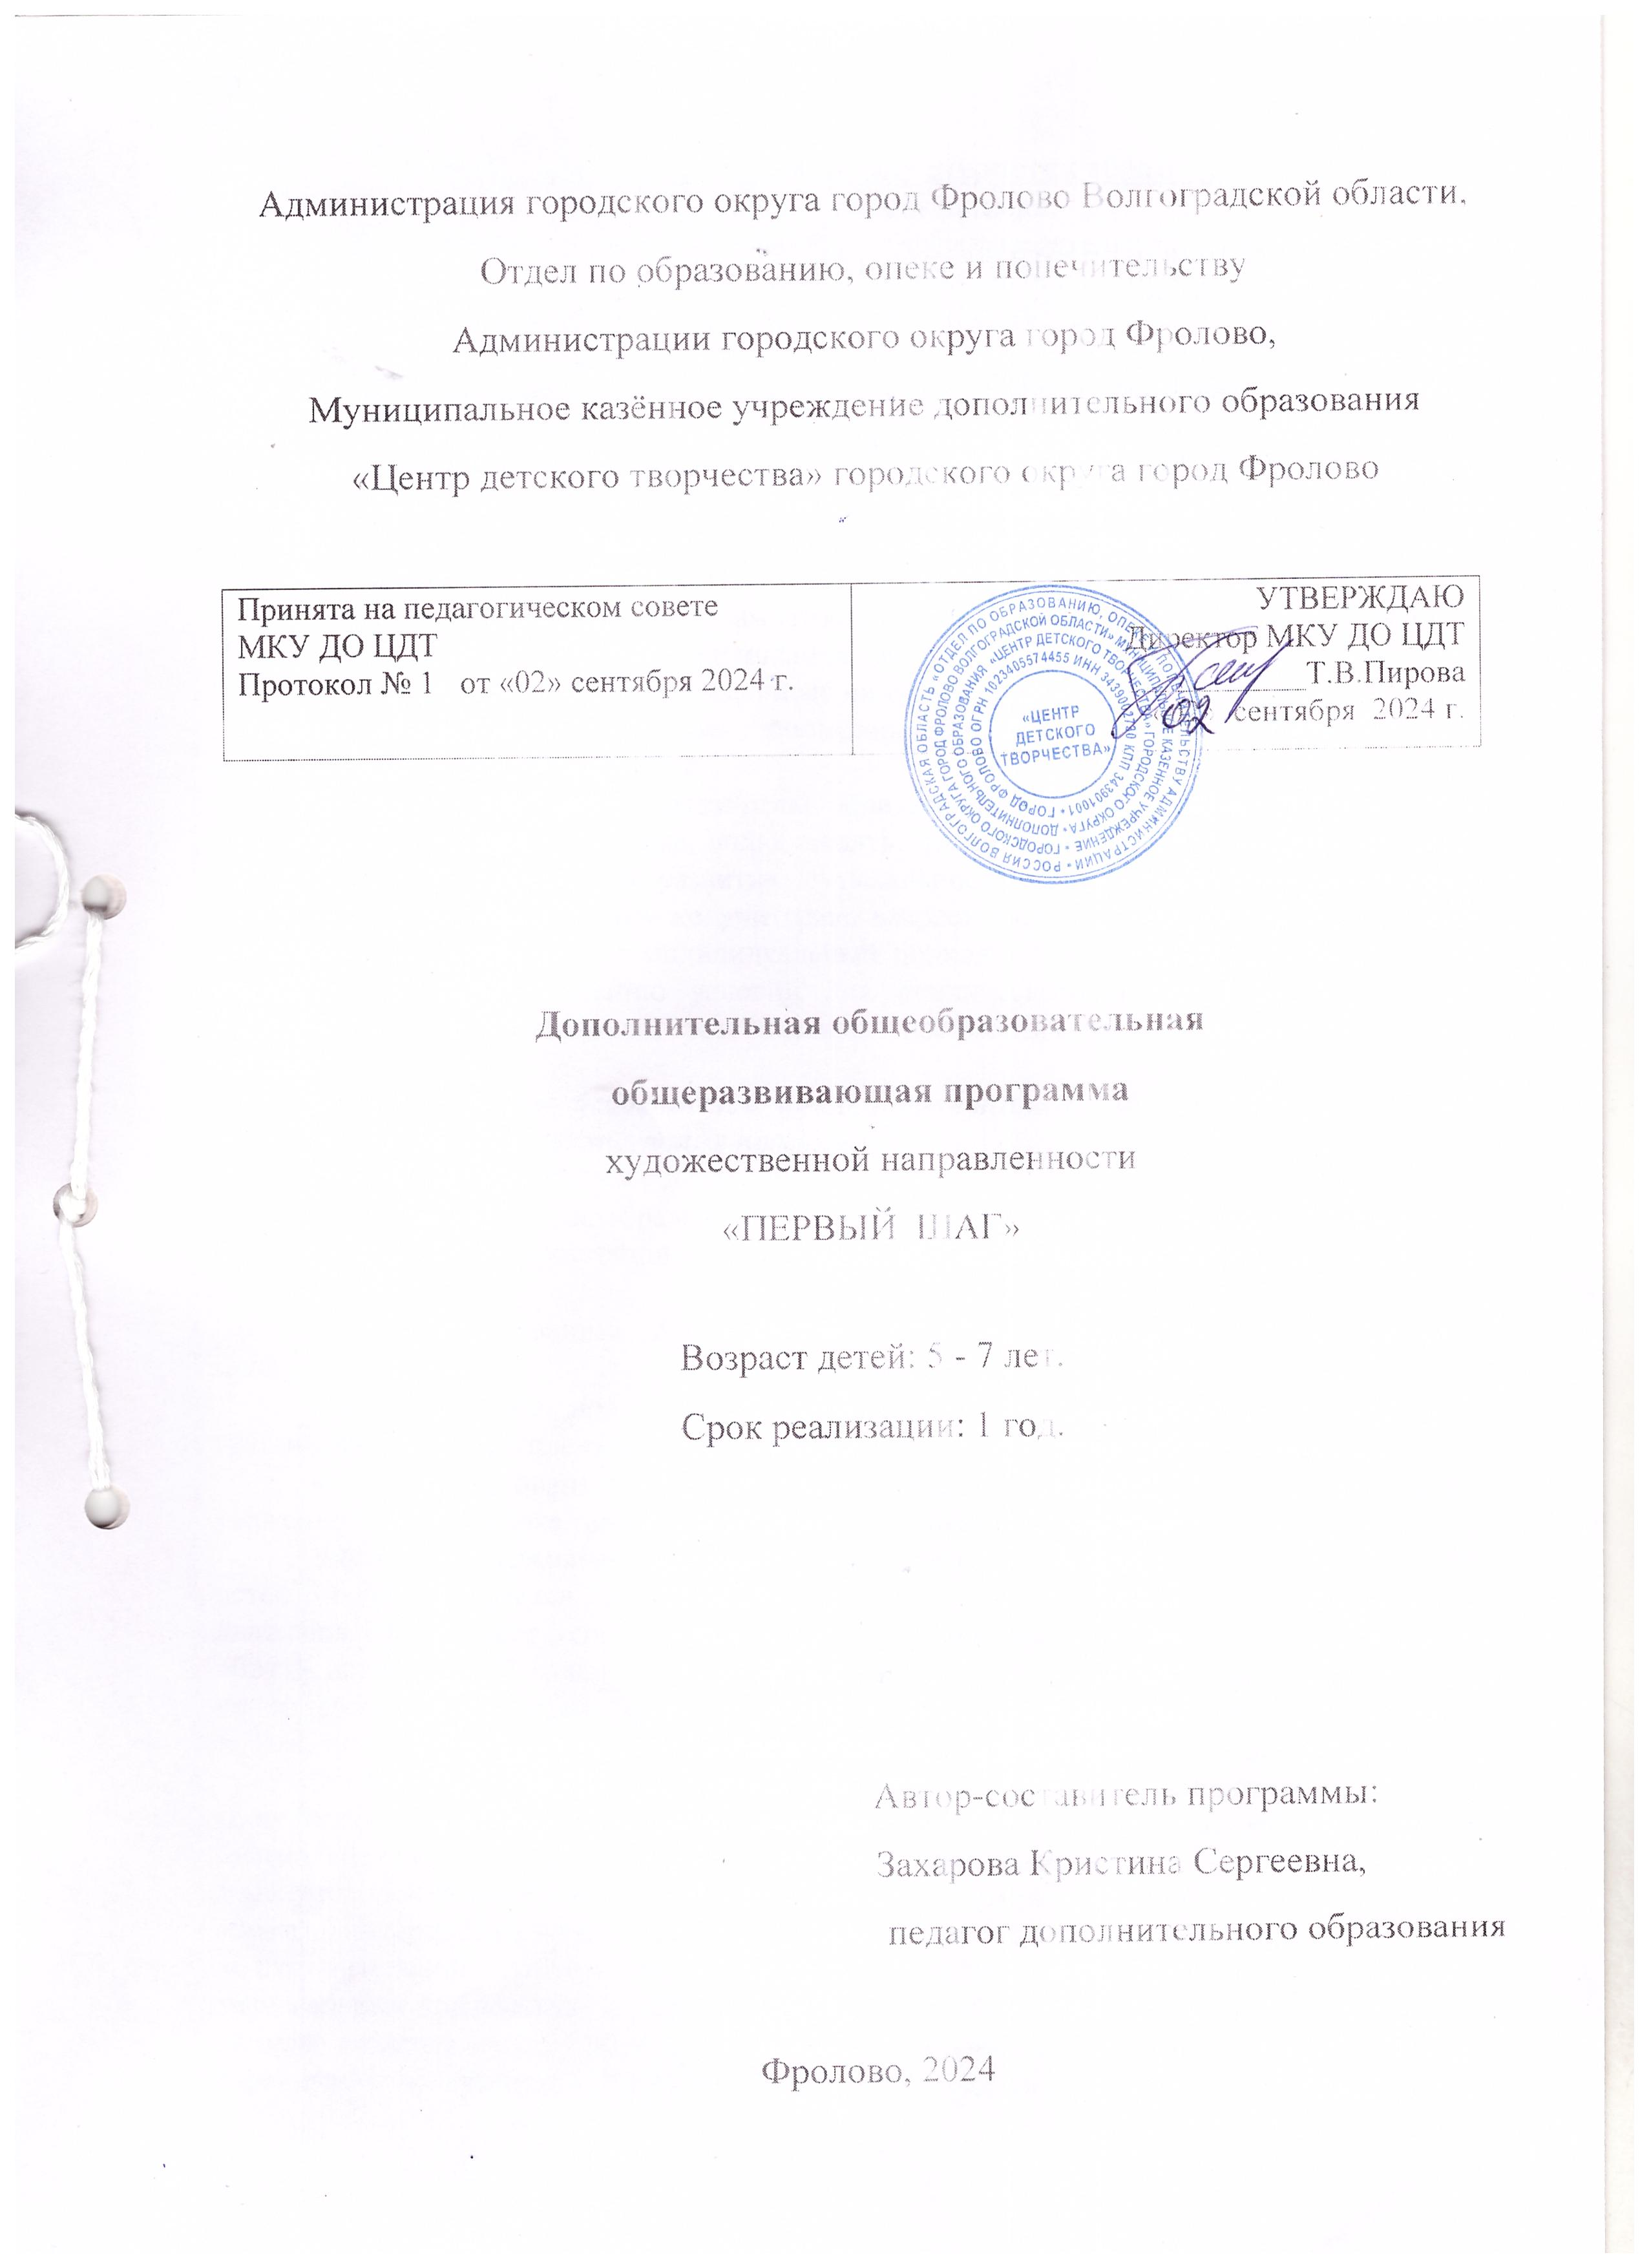 Администрация городского округа город Фролово Волгоградской области,
Отдел по образованию, опеке и попечительству
Администрации городского округа город Фролово,
Муниципальное казённое учреждение дополнительного образования
«Центр детского творчества» городского округа город Фролово
Принята на педагогическом совете
МКУ ДО ЦДТ
Протокол № 1 от «02» сентября 2024 г.
УТВЕРЖДАЮ
Директор МКУ ДО ЦДТ
Т.В.Пирова
02 сентября 2024 г.
«ЦЕНТР
ДЕТСКОГО
ТВОРЧЕСТВА»
Дополнительная общеобразовательная
общеразвивающая программа
художественной направленности
«ПЕРВЫЙ ШАГ»
Возраст детей: 5 - 7 лет.
Срок реализации: 1 год.
Автор-составитель программы:
Захарова Кристина Сергеевна,
педагог дополнительного образования
Фролово, 2024